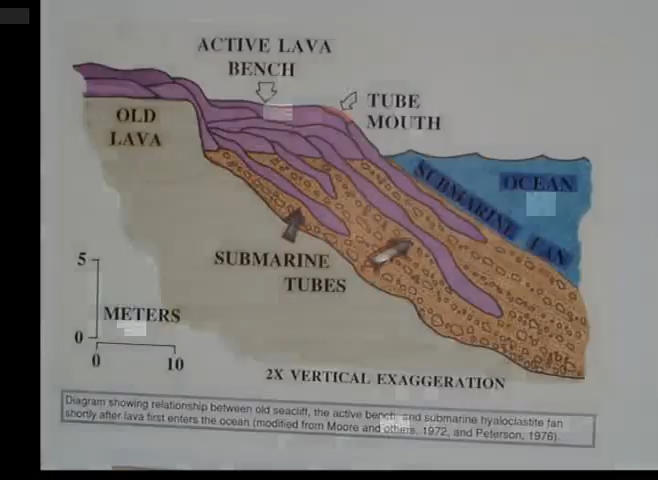 ACTIVE LAVA
BENCH
TUBE
MOUTH
OLD
LAVA
OCEAN
SUBMARINE FAN
SUBMARINE
TUBES
5
METERS
0
0 10
2X VERTICAL EXAGGERATION
Diagram showing relationship between old seacliff, the active bench and submarine hyaloclastite fan
shortly after lava first enters the ocean (modified from Moore and others, 1972, and Peterson, 1976).